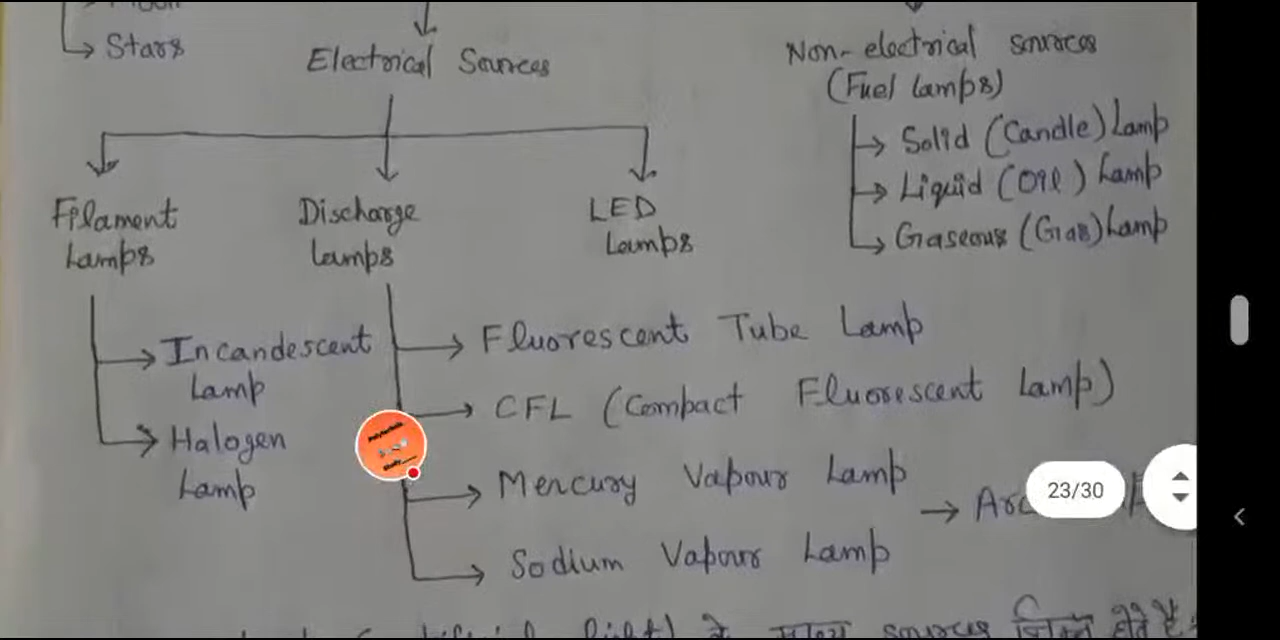 Stars
Electrical Sources
Non-electrical sources
(Fuel lamps)
Solid (Candle) Lamp
Liquid (Oil) Lamp
Gaseous (Gas) Lamp
Filament
Lamps
Discharge
Lamps
LED
Lamps
Incandescent
Lamp
Halogen
Lamp
Fluorescent Tube Lamp
CFL (Compact Fluorescent Lamp)
Mercury Vapour Lamp
Sodium Vapour Lamp
23/30
sources